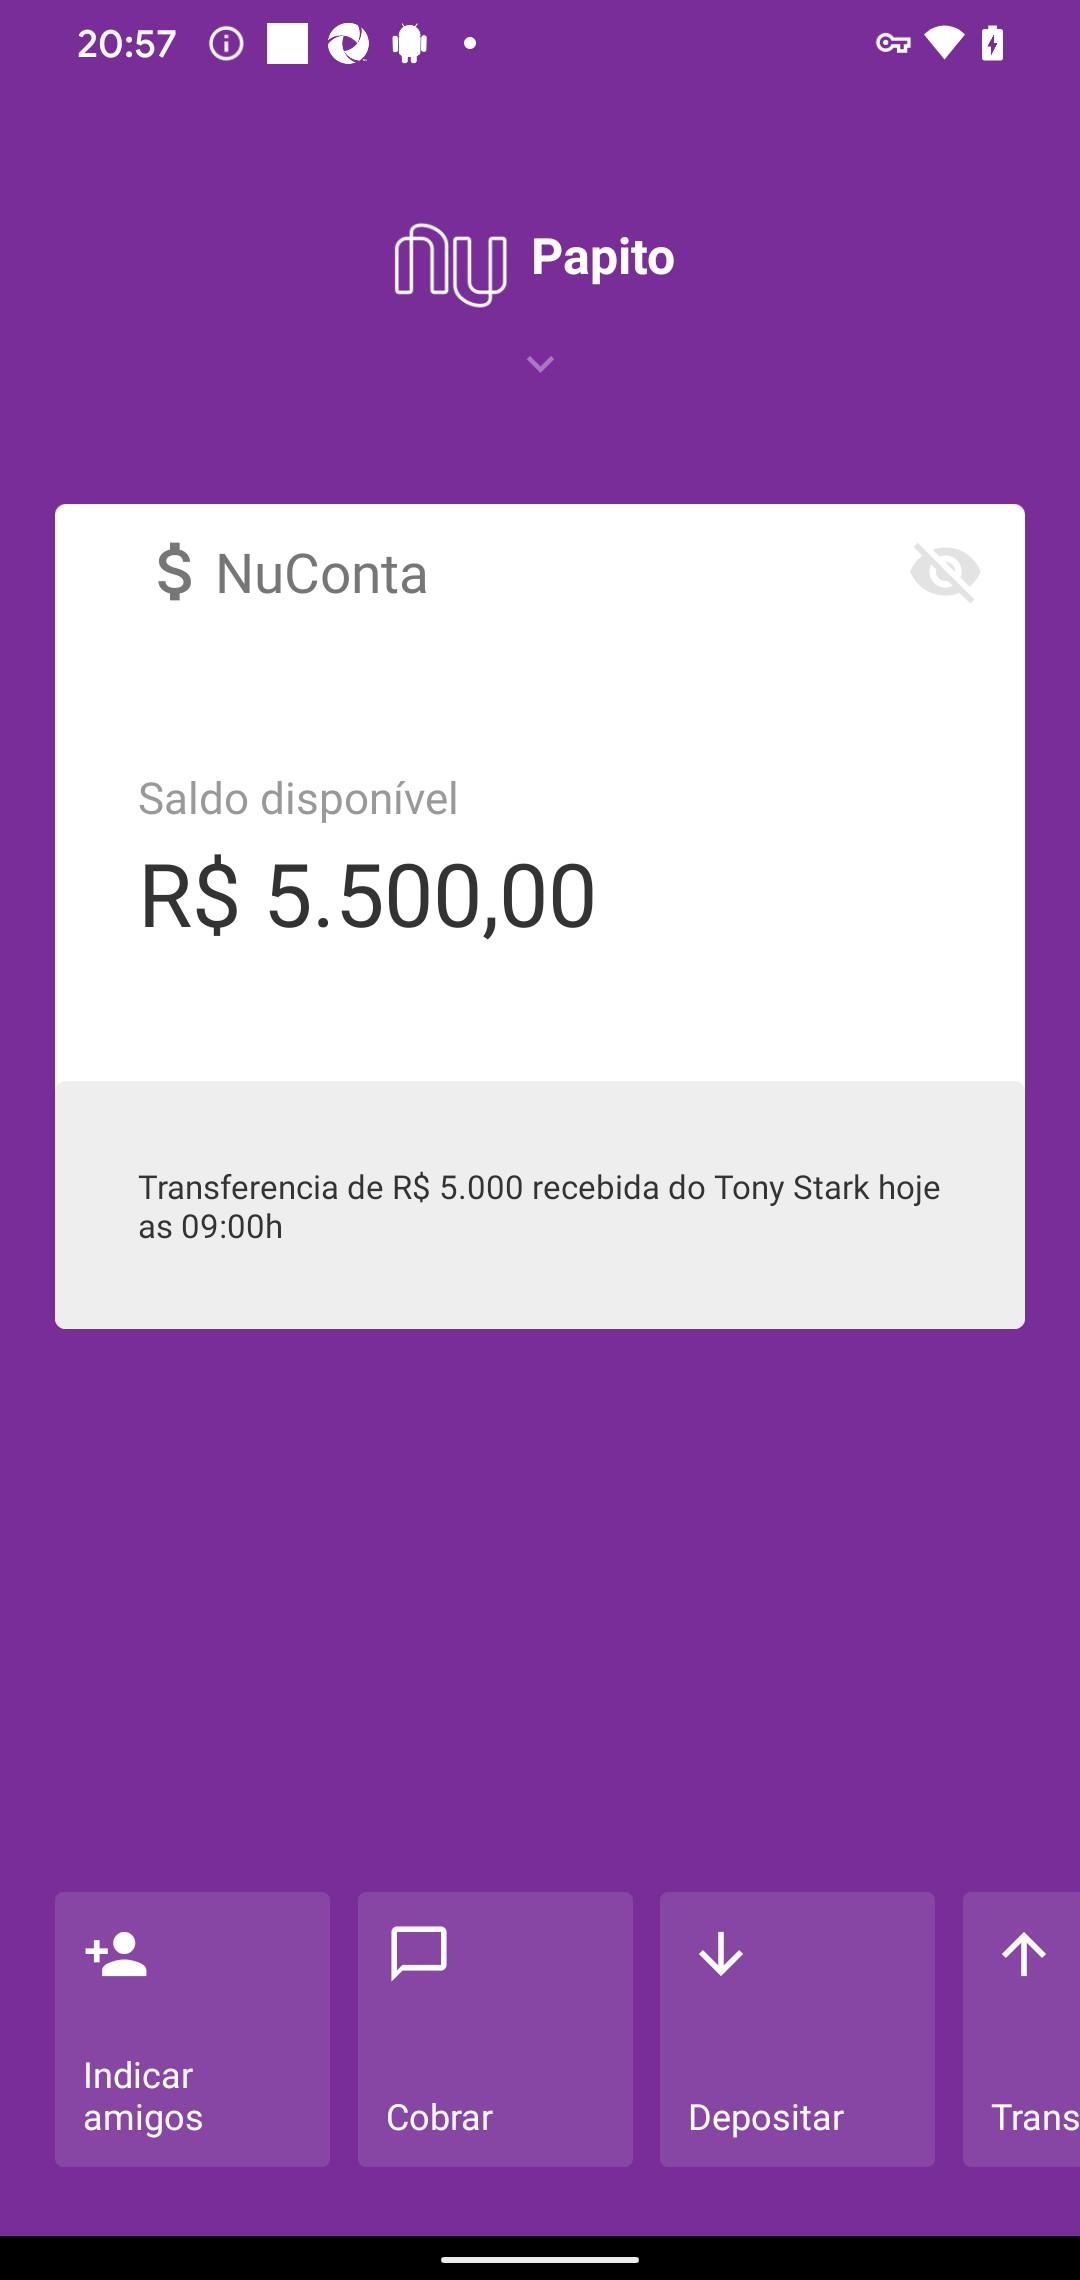 20:57
nu Papito
$ NuConta
Saldo disponível
R$ 5.500,00
Transferencia de R$ 5.000 recebida do Tony Stark hoje
as 09:00h
Indicar
amigos
Cobrar
Depositar
Trans